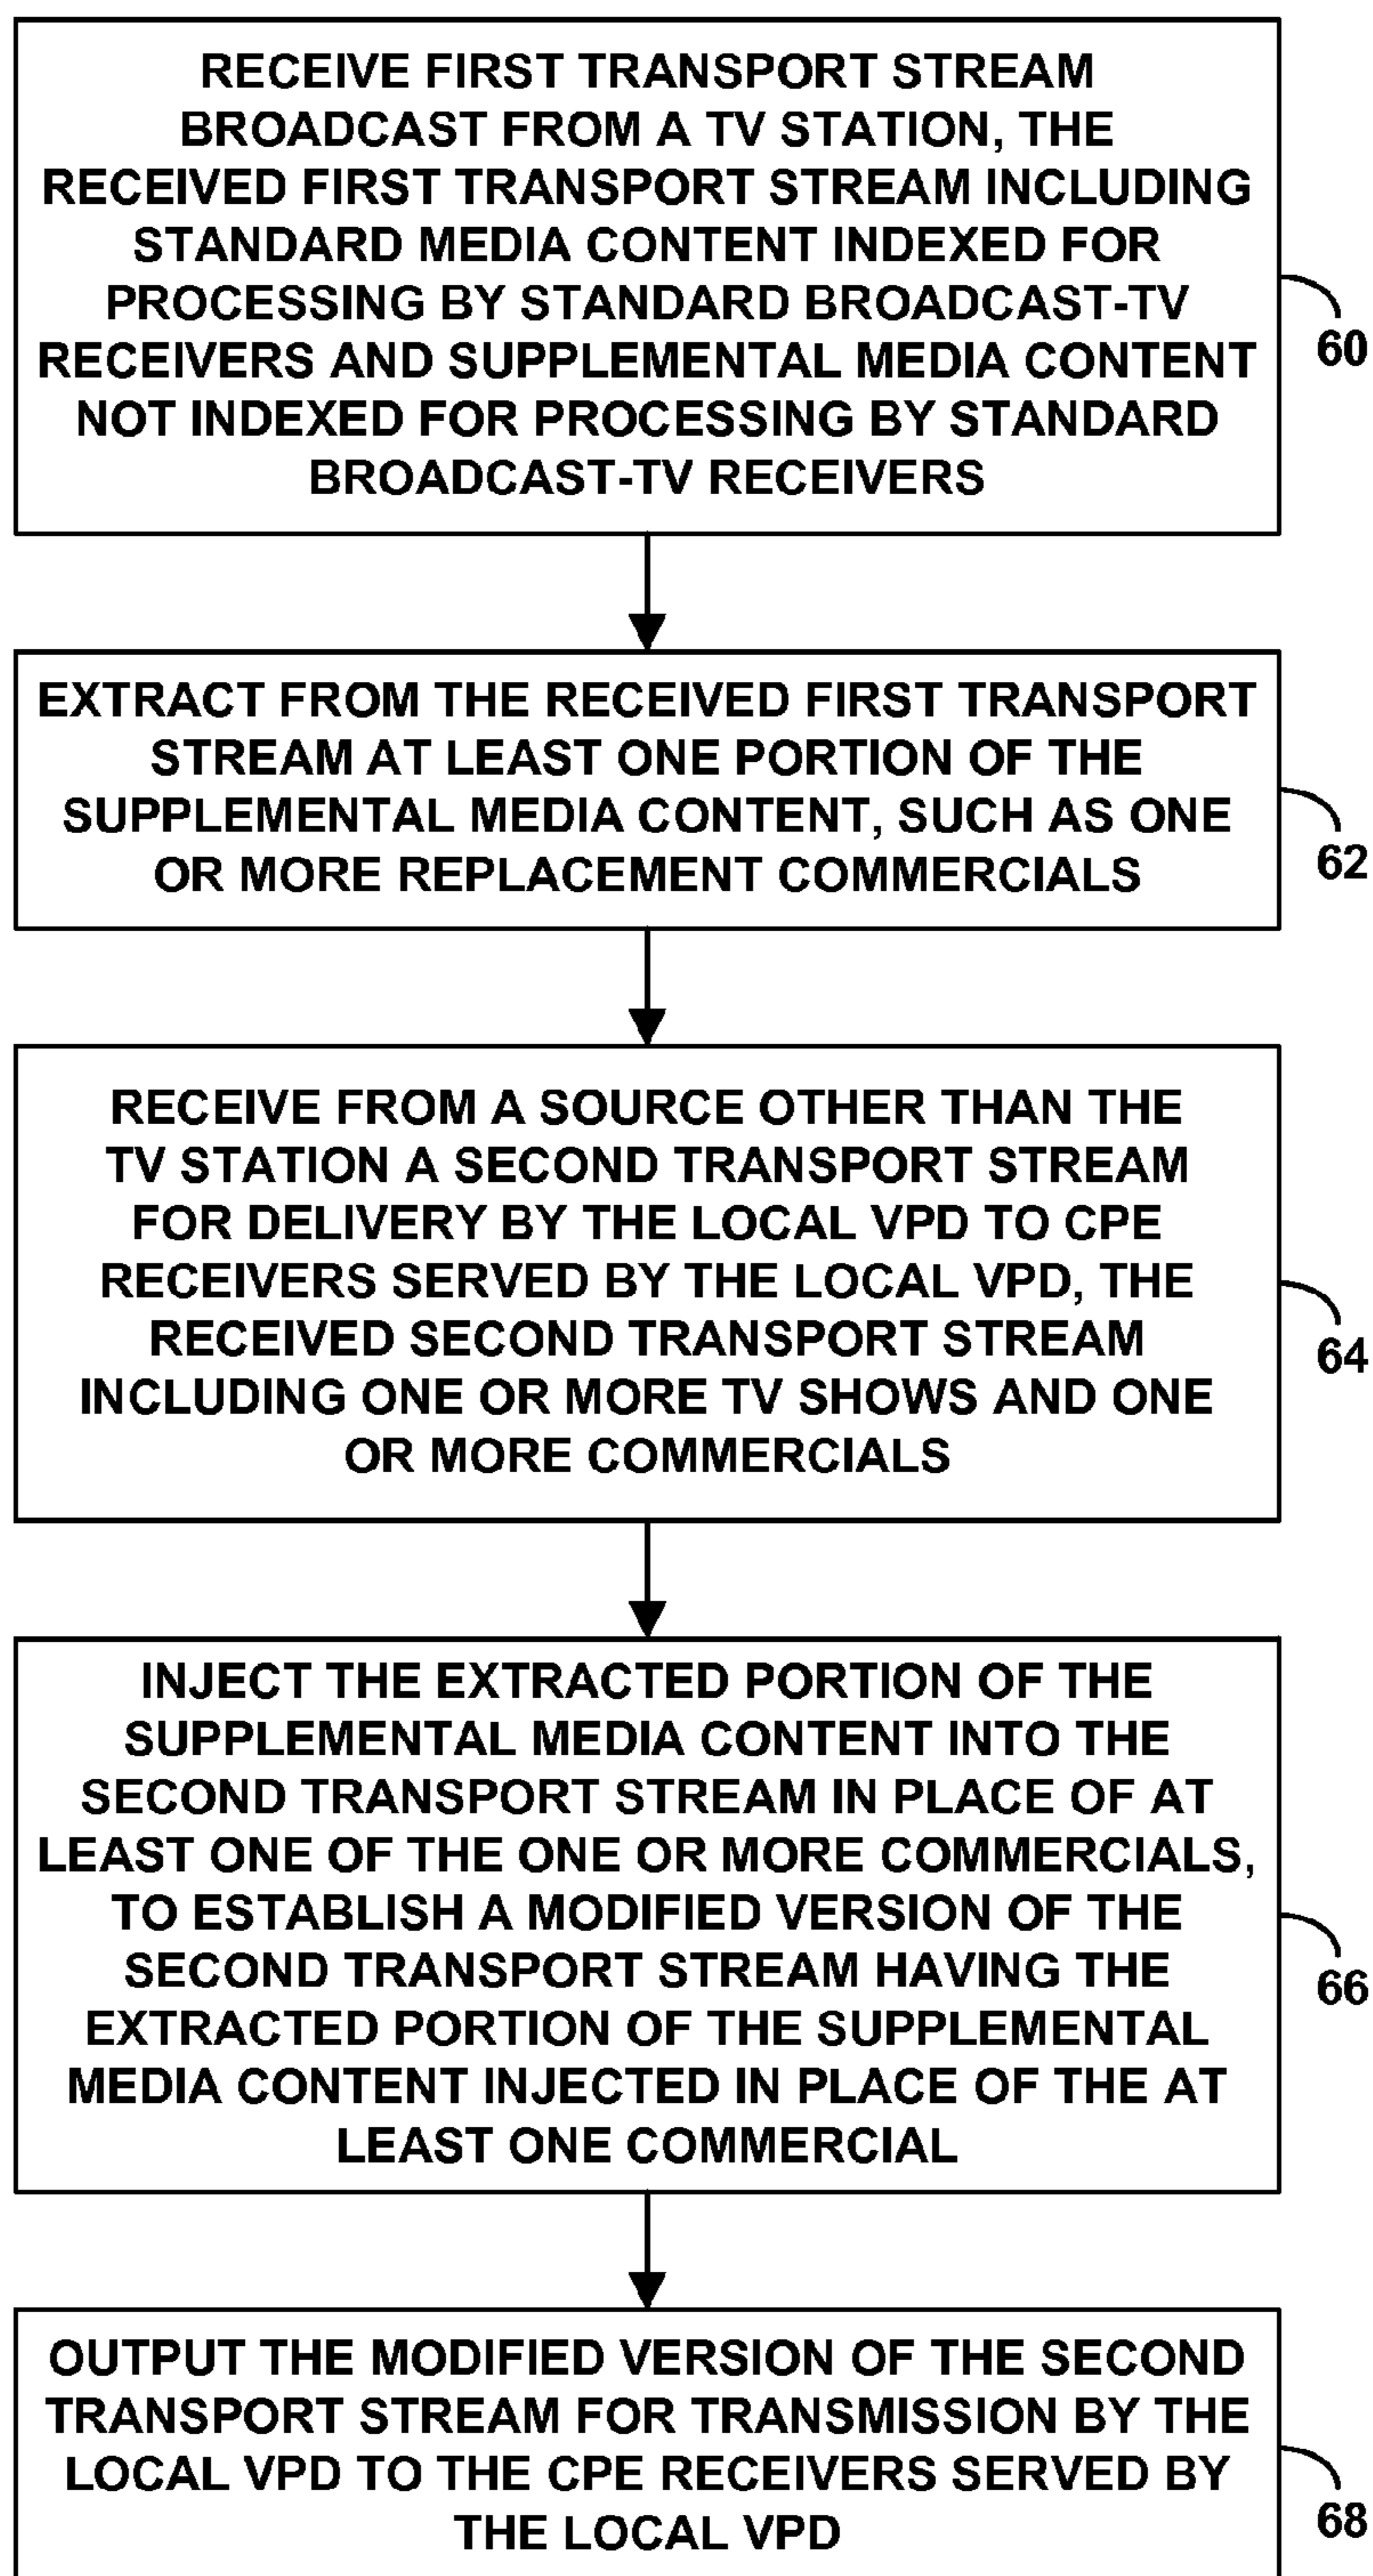 RECEIVE FIRST TRANSPORT STREAM
BROADCAST FROM A TV STATION, THE
RECEIVED FIRST TRANSPORT STREAM INCLUDING
STANDARD MEDIA CONTENT INDEXED FOR
PROCESSING BY STANDARD BROADCAST-TV
RECEIVERS AND SUPPLEMENTAL MEDIA CONTENT
NOT INDEXED FOR PROCESSING BY STANDARD
BROADCAST-TV RECEIVERS
60
EXTRACT FROM THE RECEIVED FIRST TRANSPORT
STREAM AT LEAST ONE PORTION OF THE
SUPPLEMENTAL MEDIA CONTENT, SUCH AS ONE
OR MORE REPLACEMENT COMMERCIALS
62
RECEIVE FROM A SOURCE OTHER THAN THE
TV STATION A SECOND TRANSPORT STREAM
FOR DELIVERY BY THE LOCAL VPD TO CPE
RECEIVERS SERVED BY THE LOCAL VPD, THE
RECEIVED SECOND TRANSPORT STREAM
INCLUDING ONE OR MORE TV SHOWS AND ONE
OR MORE COMMERCIALS
64
INJECT THE EXTRACTED PORTION OF THE
SUPPLEMENTAL MEDIA CONTENT INTO THE
SECOND TRANSPORT STREAM IN PLACE OF AT
LEAST ONE OF THE ONE OR MORE COMMERCIALS,
TO ESTABLISH A MODIFIED VERSION OF THE
SECOND TRANSPORT STREAM HAVING THE
EXTRACTED PORTION OF THE SUPPLEMENTAL
MEDIA CONTENT INJECTED IN PLACE OF THE AT
LEAST ONE COMMERCIAL
66
OUTPUT THE MODIFIED VERSION OF THE SECOND
TRANSPORT STREAM FOR TRANSMISSION BY THE
LOCAL VPD TO THE CPE RECEIVERS SERVED BY
THE LOCAL VPD
68